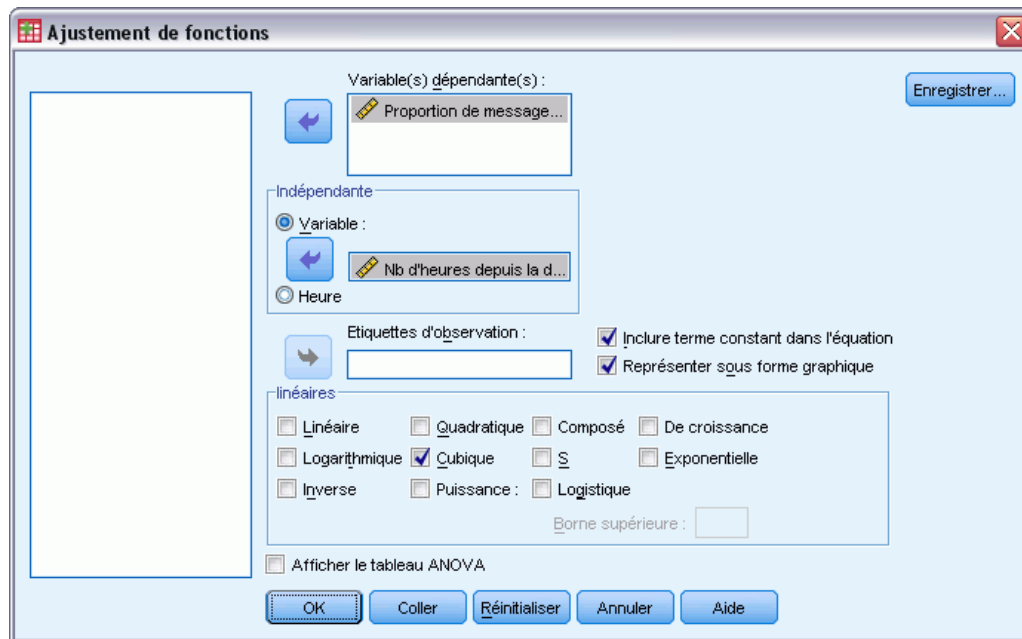 Ajustement de fonctions
Variable(s) dépendante(s) :
Proportion de message...
Enregistrer...
Indépendante
Variable :
Nb d'heures depuis la d...
Heure
Etiquettes d'observation :
Inclure terme constant dans l'équation
Représenter sous forme graphique
linéaires
Linéaire Quadratique Composé De croissance
Logarithmique Cubique S Exponentielle
Inverse Puissance : Logistique
Borne supérieure :
Afficher le tableau ANOVA
OK Coller Réinitialiser Annuler Aide